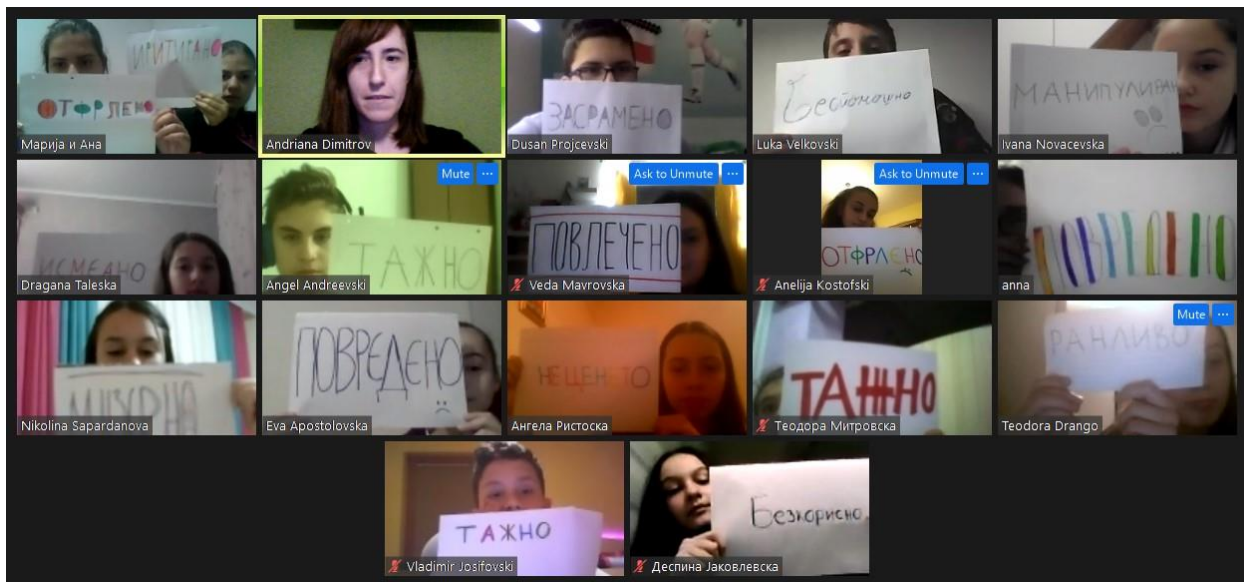 ИРИТИРАНО
ОТФРЛЕНО
Марија и Ана
Andriana Dimitrov
ЗАСРАМЕНО
Dusan Projcevski
Беспомошно
Luka Velkovski
МАНИПУЛИРАН
Ivana Novacevska
ИСМЕАНО
Dragana Taleska
Mute
ТАЖНО
Angel Andreevski
Ask to Unmute
ПОВЛЕЧЕНО
Veda Mavrovska
Ask to Unmute
ОТФРЛЕНО
Anelija Kostofski
ПОВРЕДЕНО
anna
Nikolina Sapardanova
ПОВРЕДЕНО
Eva Apostolovska
Ангела Ристоска
ТАЖНО
Теодора Митровска
Mute
РАНЛИВО
Teodora Drango
ТАЖНО
Vladimir Josifovski
Безкорисно.
Деспина Јаковлевска